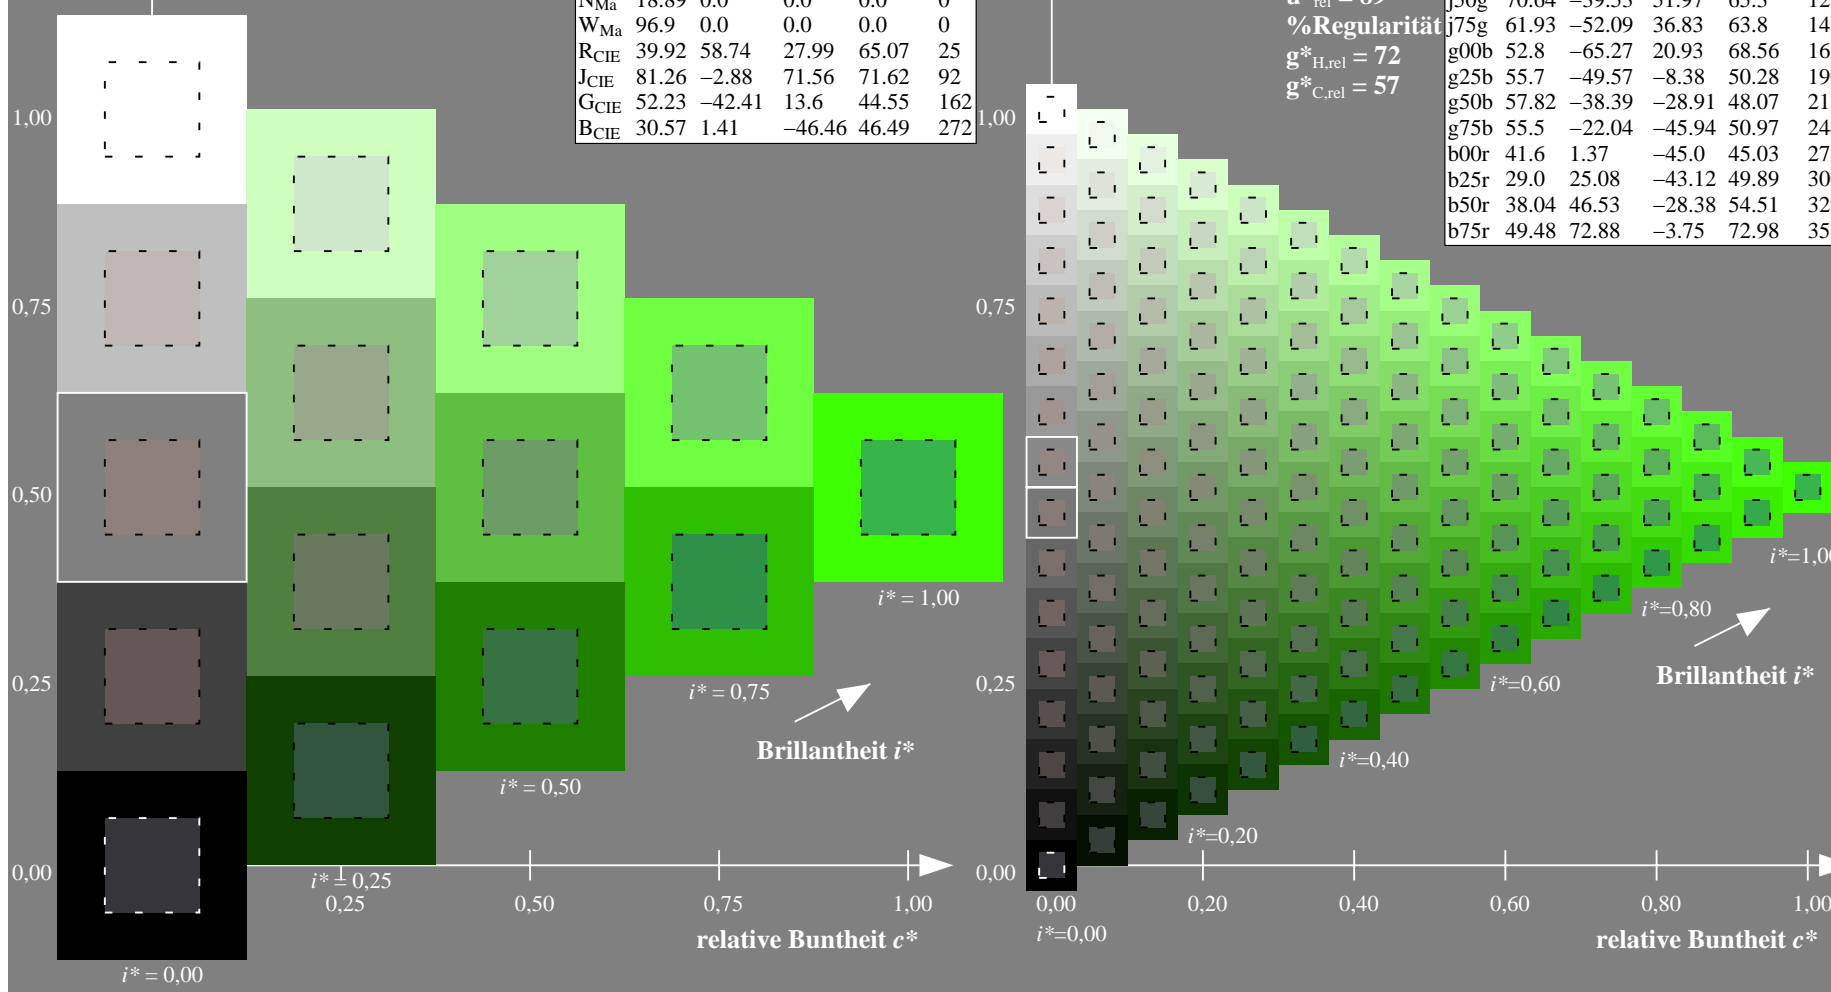 N_Ma 18.89 0.0 0.0 0.0 0
W_Ma 96.9 0.0 0.0 0.0 0
R_CIE 39.92 58.74 27.99 65.07 25
J_CIE 81.26 −2.88 71.56 71.62 92
G_CIE 52.23 −42.41 13.6 44.55 162
B_CIE 30.57 1.41 −46.46 46.49 272
%Regularität
g*H,rel = 72
g*C,rel = 57
j75g 61.93 −52.09 36.83 63.8
g00b 52.8 −65.27 20.93 68.56
g25b 55.7 −49.57 −8.38 50.28
g50b 57.82 −38.39 −28.91 48.07
g75b 55.5 −22.04 −45.94 50.97
b00r 41.6 1.37 −45.0 45.03
b25r 29.0 25.08 −43.12 49.89
b50r 38.04 46.53 −28.38 54.51
b75r 49.48 72.88 −3.75 72.98
1,00
0,75
0,50
0,25
0,00
i* = 1,00
i* = 0,75
Brillantheit i*
i* = 0,50
i* = 0,25
0,25 0,50 0,75 1,00
relative Buntheit c*
i* = 0,00
1,00
0,75
0,25
0,00
i*=1,00
i*=0,80
Brillantheit i*
i*=0,60
i*=0,40
i*=0,20
0,00 0,20 0,40 0,60 0,80 1,00
i*=0,00
relative Buntheit c*